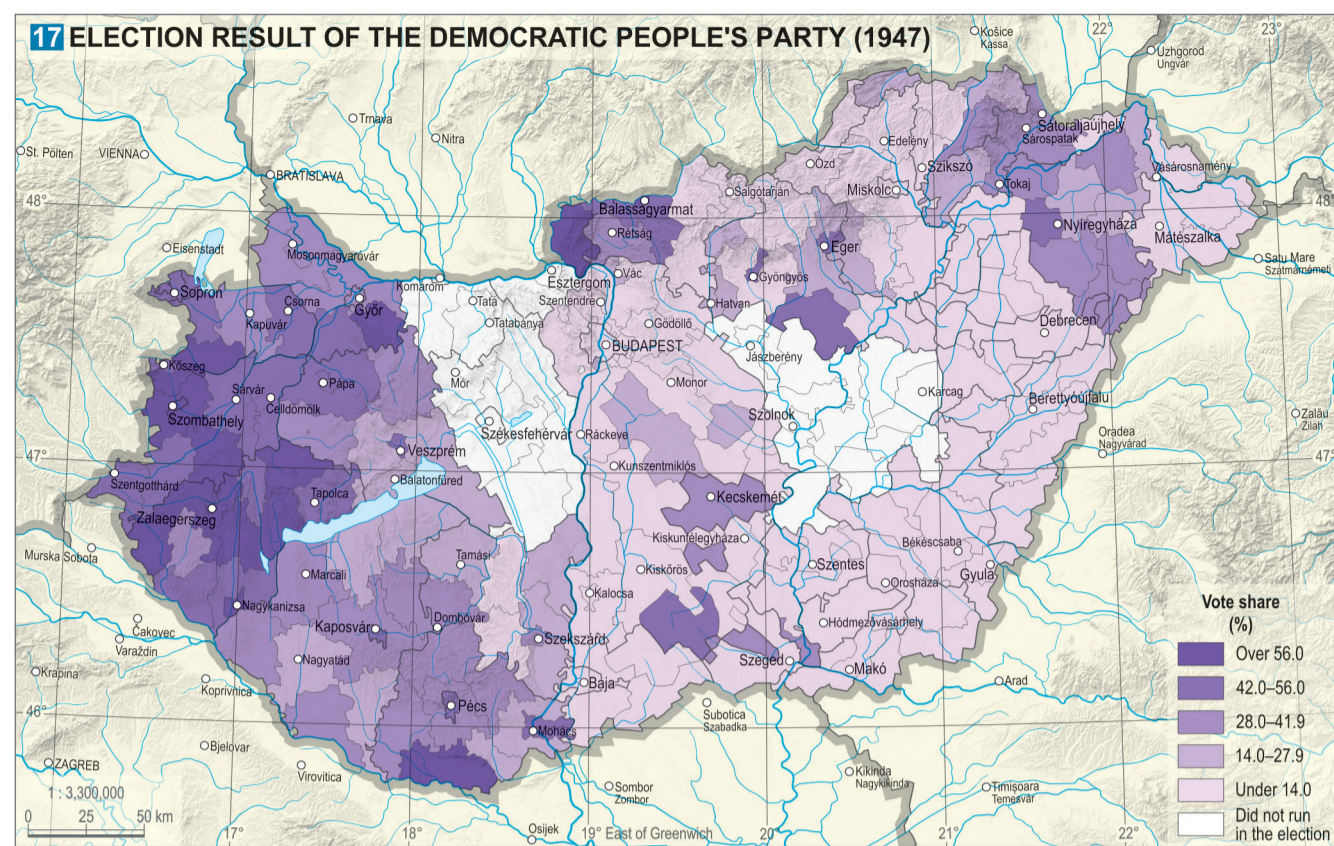 17 ELECTION RESULT OF THE DEMOCRATIC PEOPLE'S PARTY (1947)
22°
23°
Košice
Kassa
Uzhgorod
Ungvár
Trnava
Nitra
St. Pölten
VIENNA
BRATISLAVA
Edelény
Sátoraljaújhely
Sárospatak
Ózd
Szikszó
Vásárosnamény
Salgótarján
Miskolc
Tokaj
48°
48°
Balassagyarmat
Rétság
Nyíregyháza
Mátészalka
Eisenstadt
Mosonmagyaróvár
Eger
Satu Mare
Szatmárnémeti
Sopron
Komárom
Esztergom
Vác
Gyöngyös
Csorna
Győr
Tata
Szentendre
Hatvan
Kapuvár
Tatabánya
Gödöllő
Debrecen
BUDAPEST
Jászberény
Kőszeg
Mór
Monor
Karcag
Sárvár
Pápa
Celldömölk
Berettyóújfalu
Szombathely
Szolnok
Zalău
Zilah
Székesfehérvár
Ráckeve
Oradea
Nagyvárad
47°
47°
Veszprém
Kunszentmiklós
Szentgotthárd
Balatonfüred
Tapolca
Kecskemét
Zalaegerszeg
Kiskunfélegyháza
Békéscsaba
Murska Sobota
Tamási
Szentes
Gyula
Marcali
Kiskőrös
Orosháza
Nagykanizsa
Kalocsa
Čakovec
Varaždin
Kaposvár
Dombóvár
Hódmezővásárhely
Szekszárd
Nagyatád
Szeged
Makó
Krapina
Koprivnica
Baja
Arad
46°
Pécs
Subotica
Szabadka
Mohács
Bjelovar
ZAGREB
Virovitica
Kikinda
Nagykikinda
Sombor
Zombor
Timișoara
Temesvár
Osijek
1 : 3,300,000
0 25 50 km
17°
18°
19° East of Greenwich
20°
21°
22°
Vote share
(%)
Over 56.0
42.0–56.0
28.0–41.9
14.0–27.9
Under 14.0
Did not run
in the election